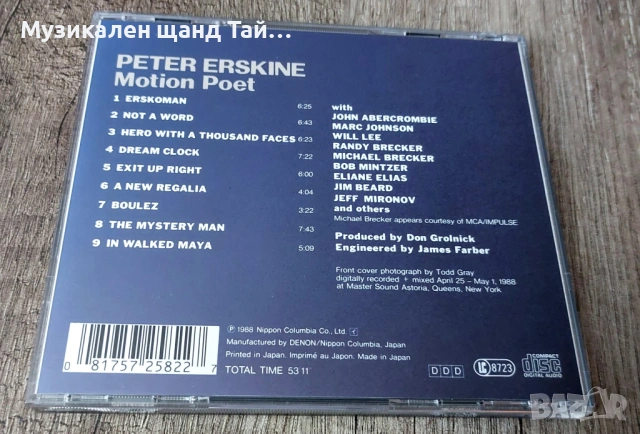 Музикален щанд Тай...
PETER ERSKINE
Motion Poet
1 ERSKOMAN 6:25
2 NOT A WORD 6:43
3 HERO WITH A THOUSAND FACES 6:23
4 DREAM CLOCK 7:22
5 EXIT UP RIGHT 6:00
6 A NEW REGALIA 4:04
7 BOULEZ 3:22
8 THE MYSTERY MAN 7:43
9 IN WALKED MAYA 5:09
with
JOHN ABERCROMBIE
MARC JOHNSON
WILL LEE
RANDY BRECKER
MICHAEL BRECKER
BOB MINTZER
ELIANE ELIAS
JIM BEARD
JEFF MIRONOV
and others
Michael Brecker appears courtesy of MCA/IMPULSE
Produced by Don Grolnick
Engineered by James Farber
Front cover photograph by Todd Gray
digitally recorded + mixed April 25 – May 1, 1988
at Master Sound Astoria, Queens, New York
0 81757 25822 7
℗ 1988 Nippon Columbia Co., Ltd.
Manufactured by DENON/Nippon Columbia, Japan
Printed in Japan. Imprimé au Japon. Made in Japan
TOTAL TIME 53 11
DDD
LC 8723
COMPACT
disc
DIGITAL AUDIO
BAZAR